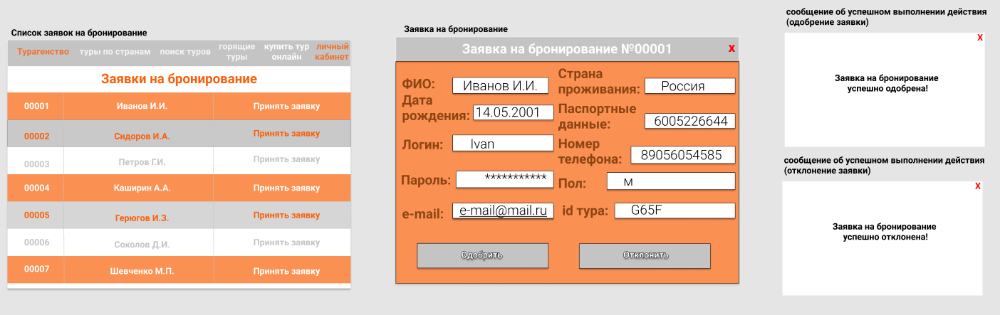 Список заявок на бронирование
Турагенство туры по странам поиск туров горящие туры купить тур онлайн личный кабинет
Заявки на бронирование
00001 Иванов И.И. Принять заявку
00002 Сидоров И.А. Принять заявку
00003 Петров Г.И. Принять заявку
00004 Каширин А.А. Принять заявку
00005 Герюгов И.З. Принять заявку
00006 Соколов Д.И. Принять заявку
00007 Шевченко М.П. Принять заявку
Заявка на бронирование
Заявка на бронирование №00001 X
ФИО: Иванов И.И.
Дата
рождения: 14.05.2001
Логин: Ivan
Пароль: ***********
e-mail: e-mail@mail.ru
Страна
проживания: Россия
Паспортные
данные: 6005226644
Номер
телефона: 89056054585
Пол: м
id тура: G65F
Одобрить Отклонить
сообщение об успешном выполнении действия
(одобрение заявки)
X
Заявка на бронирование
успешно одобрена!
сообщение об успешном выполнении действия
(отклонение заявки)
X
Заявка на бронирование
успешно отклонена!